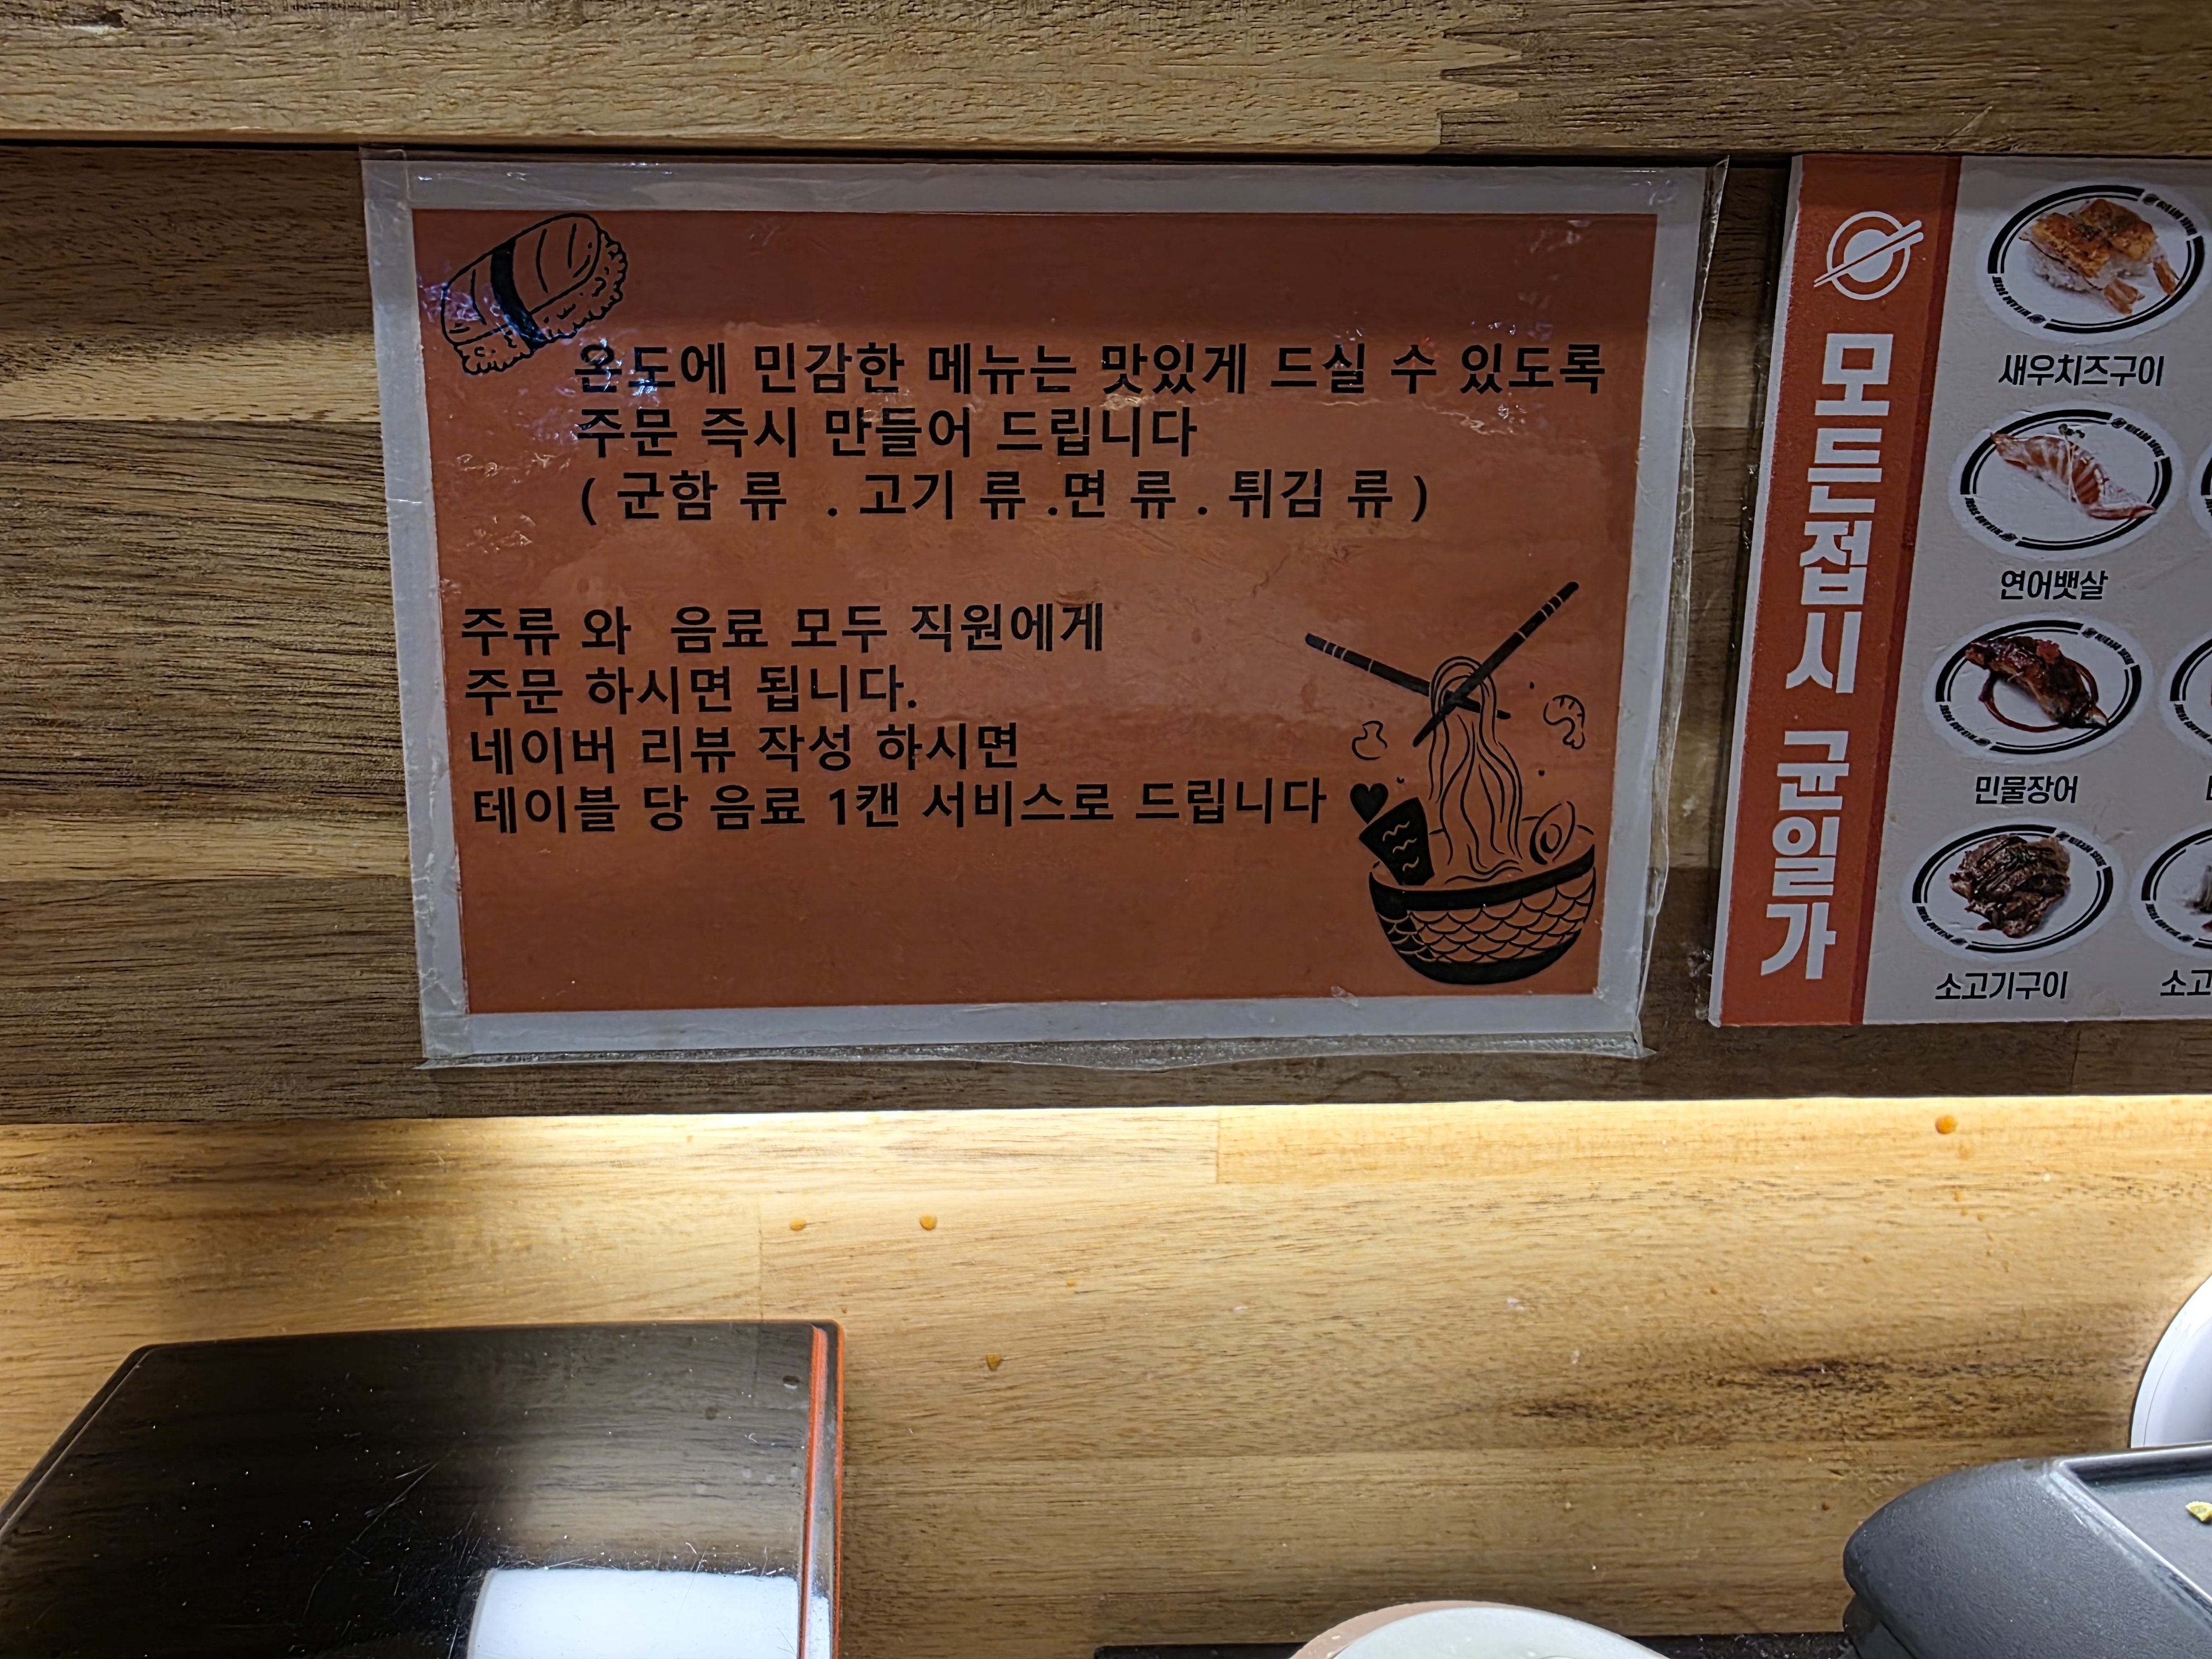 온도에 민감한 메뉴는 맛있게 드실 수 있도록
주문 즉시 만들어 드립니다
( 군함 류 . 고기 류 .면 류 . 튀김 류 )
주류 와 음료 모두 직원에게
주문 하시면 됩니다.
네이버 리뷰 작성 하시면
테이블 당 음료 1캔 서비스로 드립니다
모든접시 균일가
새우치즈구이
연어뱃살
민물장어
소고기구이
소고